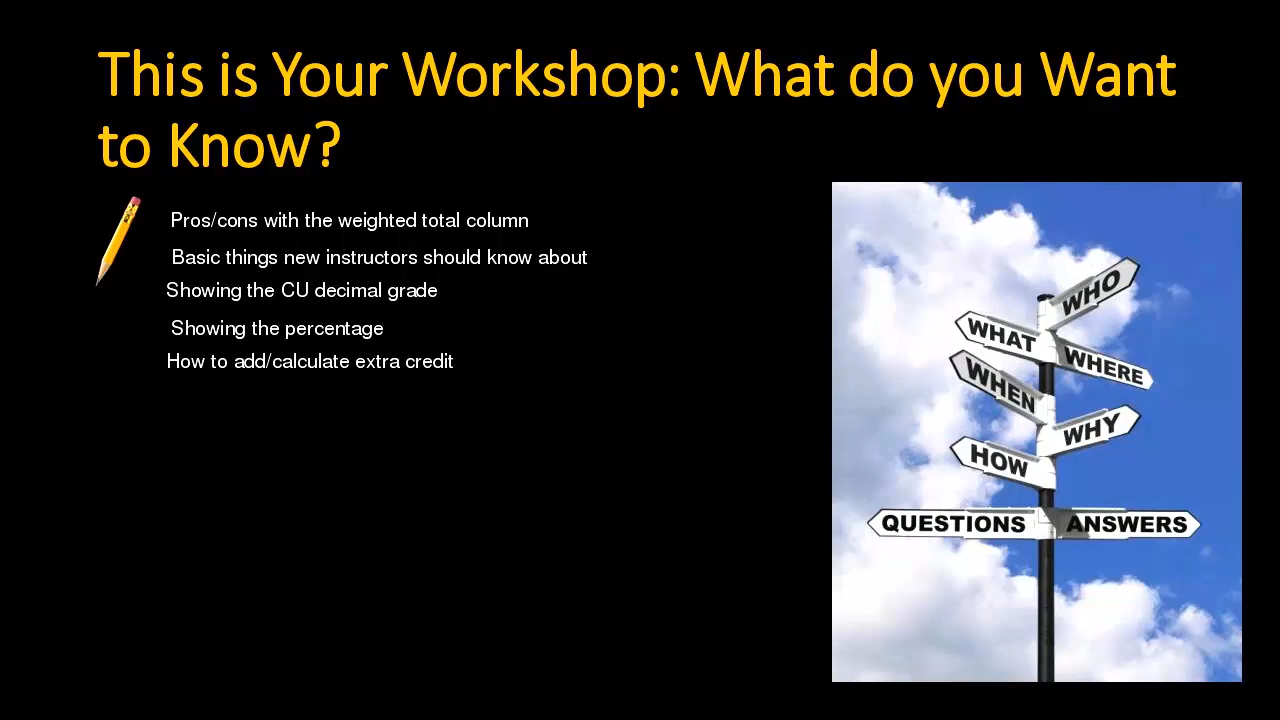 This is Your Workshop: What do you Want
to Know?
Pros/cons with the weighted total column
Basic things new instructors should know about
Showing the CU decimal grade
Showing the percentage
How to add/calculate extra credit
WHO
WHAT
WHERE
WHEN
WHY
HOW
QUESTIONS
ANSWERS